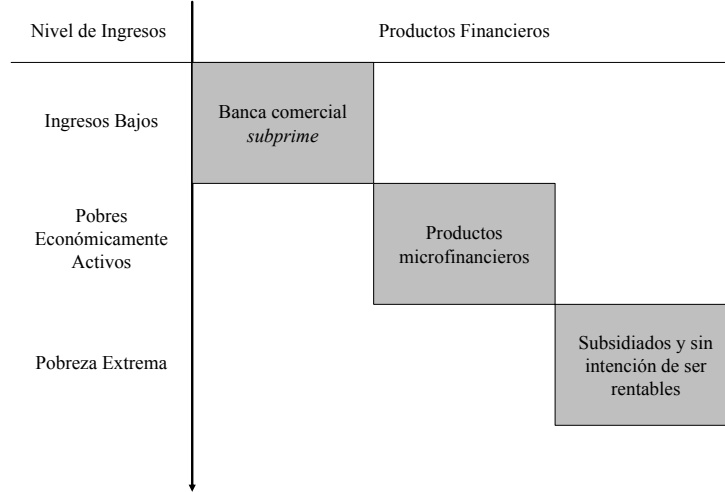 Nivel de Ingresos
Productos Financieros
Ingresos Bajos
Banca comercial
subprime
Pobres
Económicamente
Activos
Productos
microfinancieros
Pobreza Extrema
Subsidiados y sin
intención de ser
rentables